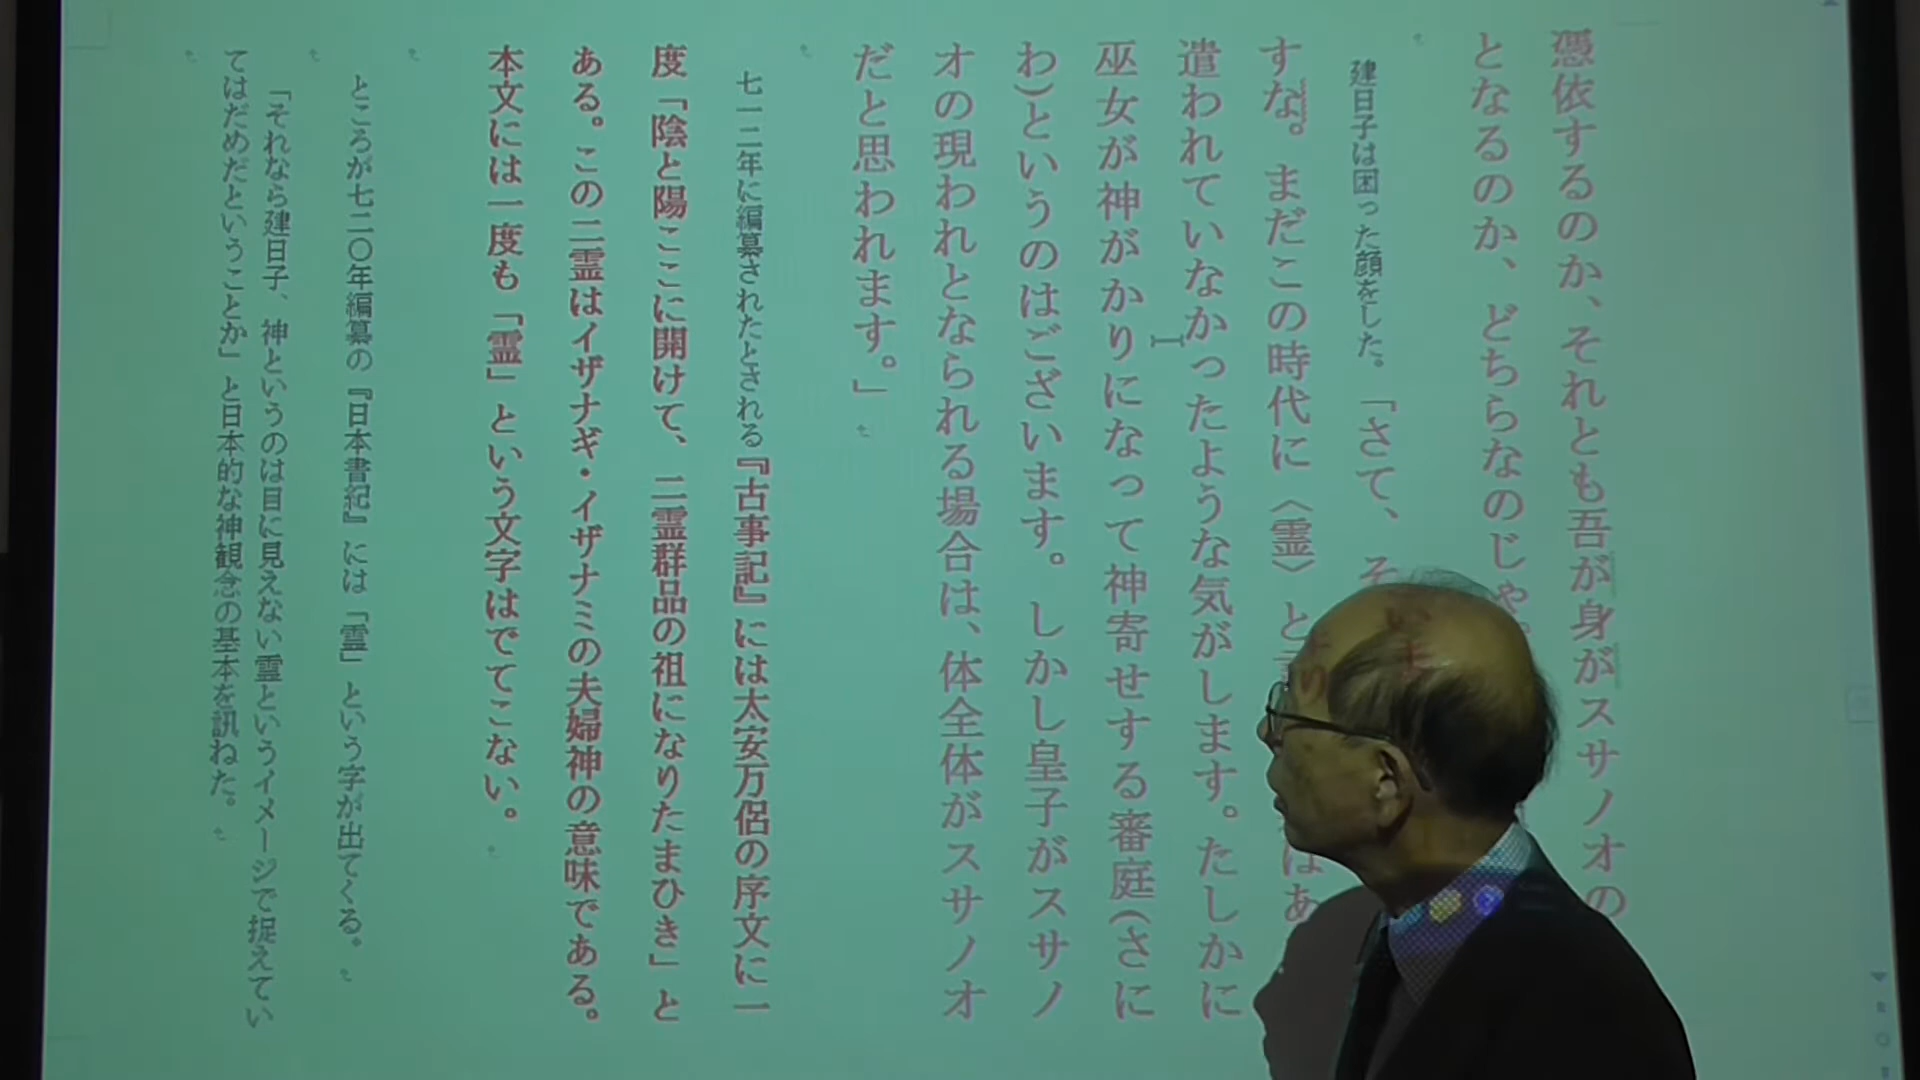 憑依するのか、それとも吾が身がスサノオの
となるのか、どちらなのじゃ
建日子は困った顔をした。「さて、そ
すな。まだこの時代に〈霊〉と はあ
遣われていなかったような気がします。たしかに
巫女が神がかりになって神寄せする審庭(さに
わ)というのはございます。しかし皇子がスサノ
オの現われとなられる場合は、体全体がスサノオ
だと思われます。」
七一二年に編纂されたとされる『古事記』には太安万侶の序文に一
度「陰と陽ここに開けて、二霊群品の祖になりたまひき」と
ある。この二霊はイザナギ・イザナミの夫婦神の意味である。
本文には一度も「霊」という文字はでてこない。
ところが七二〇年編纂の『日本書紀』には「霊」という字が出てくる。
「それなら建日子、神というのは目に見えない霊というイメージで捉えてい
てはだめだということか」と日本的な神観念の基本を訊ねた。